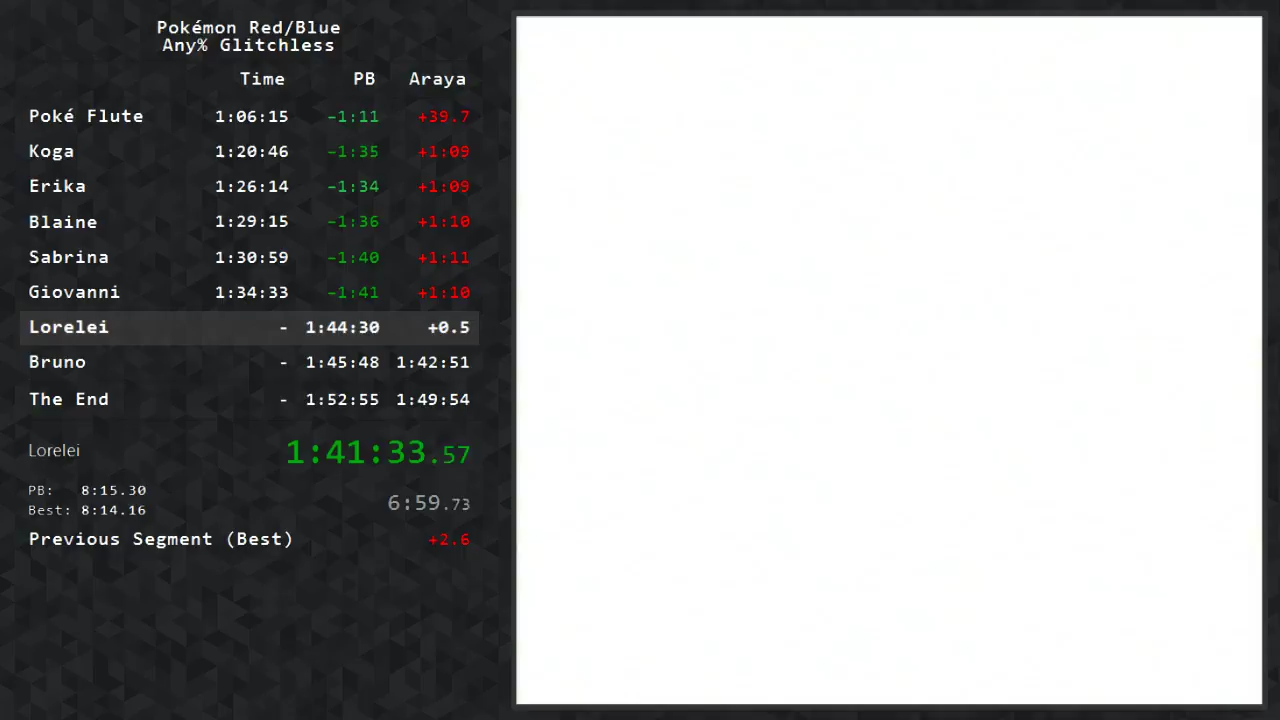 Pokémon Red/Blue
Any% Glitchless
Time PB Araya
Poké Flute 1:06:15 -1:11 +39.7
Koga 1:20:46 -1:35 +1:09
Erika 1:26:14 -1:34 +1:09
Blaine 1:29:15 -1:36 +1:10
Sabrina 1:30:59 -1:40 +1:11
Giovanni 1:34:33 -1:41 +1:10
Lorelei - 1:44:30 +0.5
Bruno - 1:45:48 1:42:51
The End - 1:52:55 1:49:54
Lorelei 1:41:33.57
PB: 8:15.30 6:59.73
Best: 8:14.16
Previous Segment (Best) +2.6